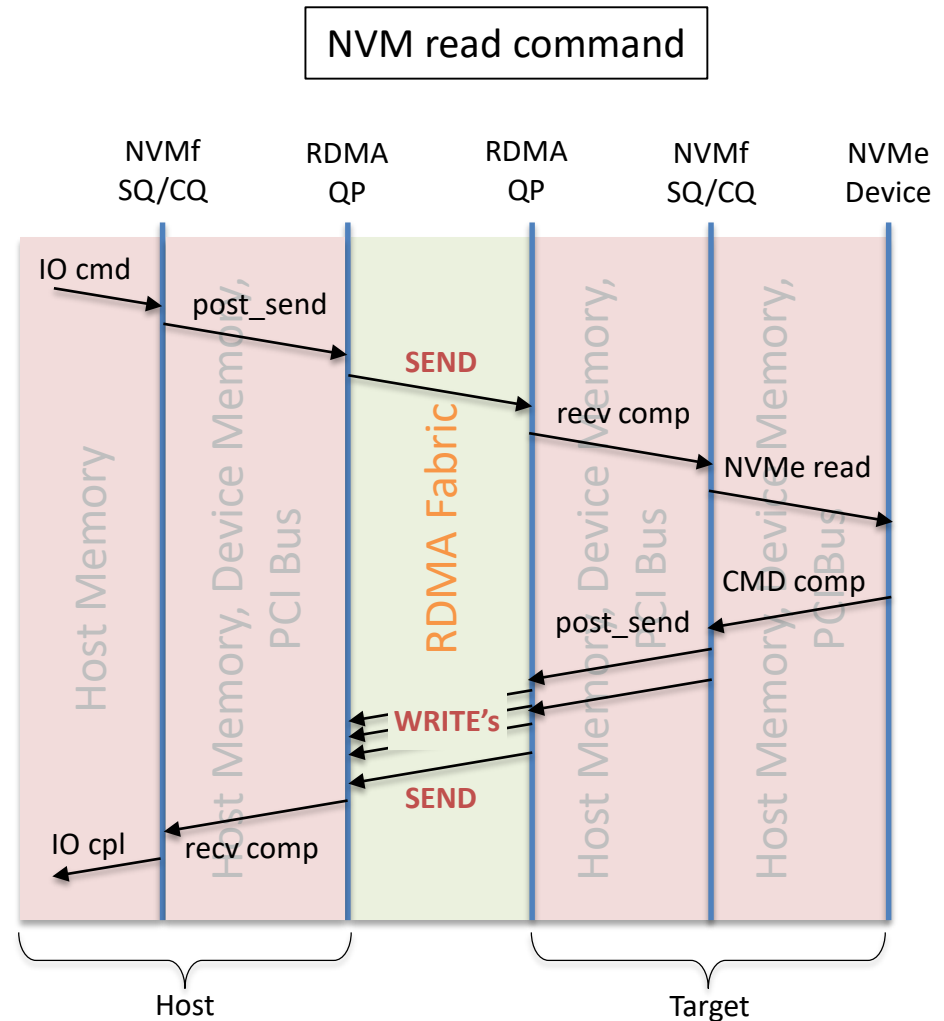 NVM read command
NVMf
SQ/CQ
RDMA
QP
RDMA
QP
NVMf
SQ/CQ
NVMe
Device
IO cmd
post_send
SEND
recv comp
NVMe read
CMD comp
post_send
WRITE's
SEND
recv comp
IO cpl
Host Memory
Host Memory, Device Memory,
PCI Bus
RDMA Fabric
Host Memory, Device Memory,
PCI Bus
Host Memory, Device Memory,
PCI Bus
Host
Target